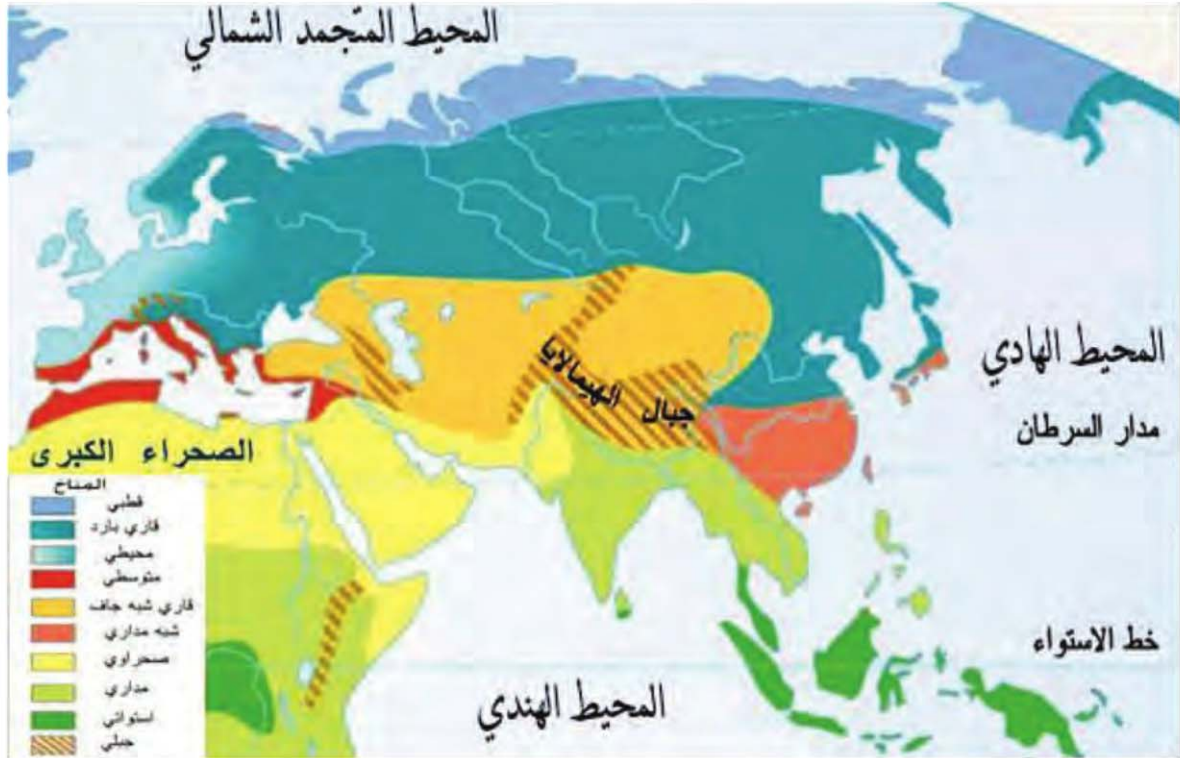 المحيط المتجمد الشمالي
جبال الهيمالايا
المحيط الهادي
مدار السرطان
الصحراء الكبرى
المناخ
قطبي
قاري بارد
محيطي
متوسطي
قاري شبه جاف
شبه مداري
صحراوي
مداري
استوائي
جبلي
خط الاستواء
المحيط الهندي